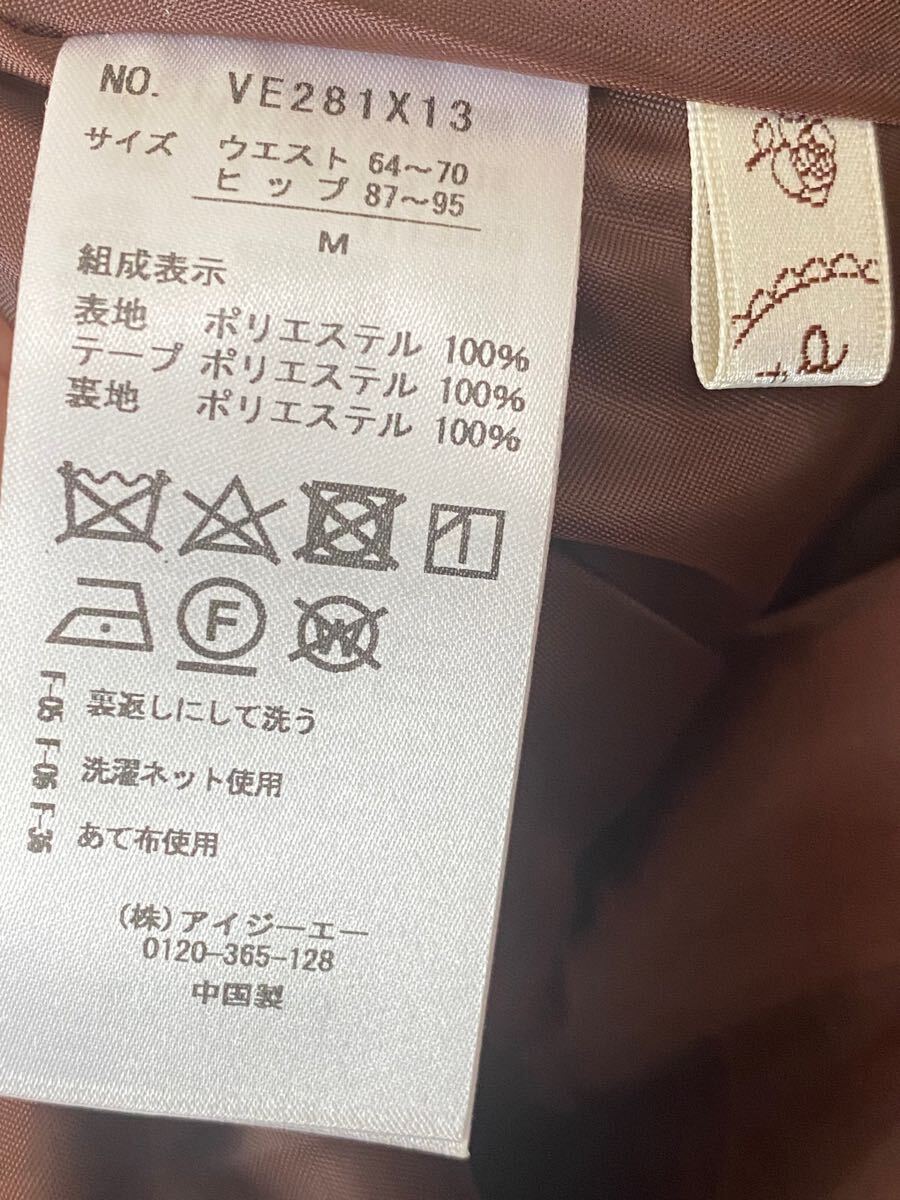 NO. VE281X13
サイズ ウエスト 64～70
ヒップ 87～95
M
組成表示
表地 ポリエステル 100%
テープ ポリエステル 100%
裏地 ポリエステル 100%
F
W
F-05 裏返しにして洗う
F-06 洗濯ネット使用
F-36 あて布使用
(株)アイジーエー
0120-365-128
中国製